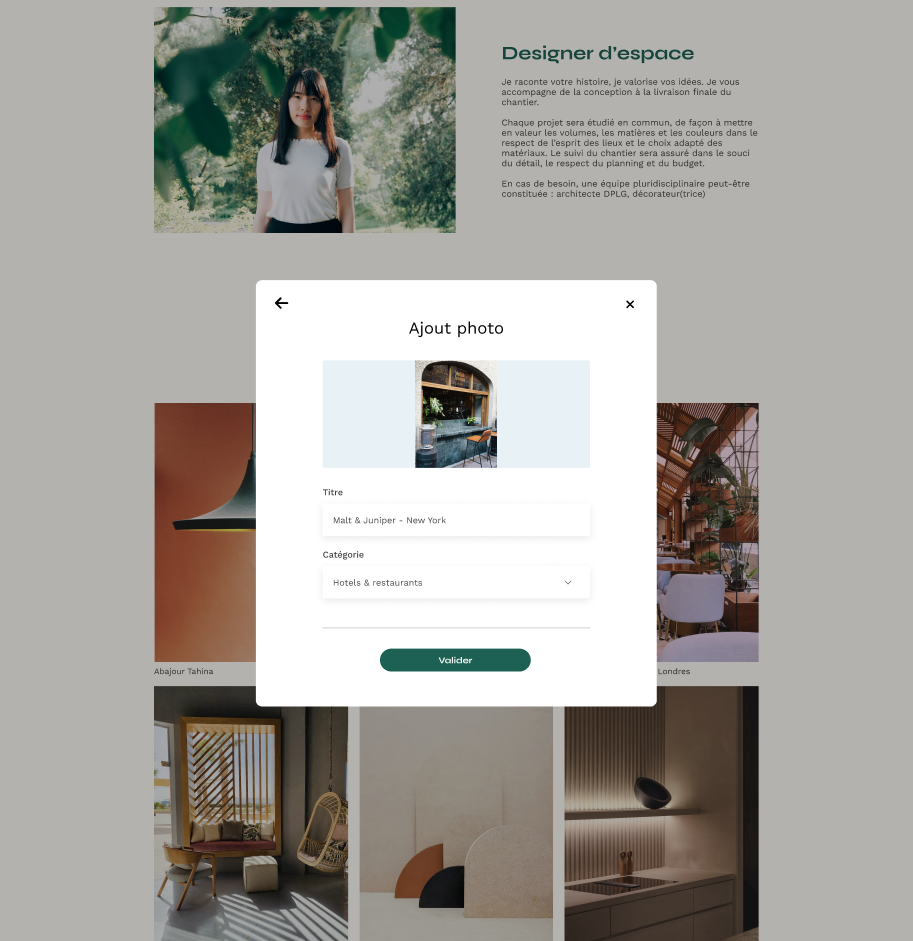 Designer d'espace
Je raconte votre histoire, je valorise vos idées. Je vous
accompagne de la conception à la livraison finale du
chantier.
Chaque projet sera étudié en commun, de façon à mettre
en valeur les volumes, les matières et les couleurs dans le
respect de l'esprit des lieux et le choix adapté des
matériaux. Le suivi du chantier sera assuré dans le souci
du détail, le respect du planning et du budget.
En cas de besoin, une équipe pluridisciplinaire peut-être
constituée : architecte DPLG, décorateur(trice)
Ajout photo
Titre
Malt & Juniper - New York
Catégorie
Hotels & restaurants
Valider
Abajour Tahina
Londres